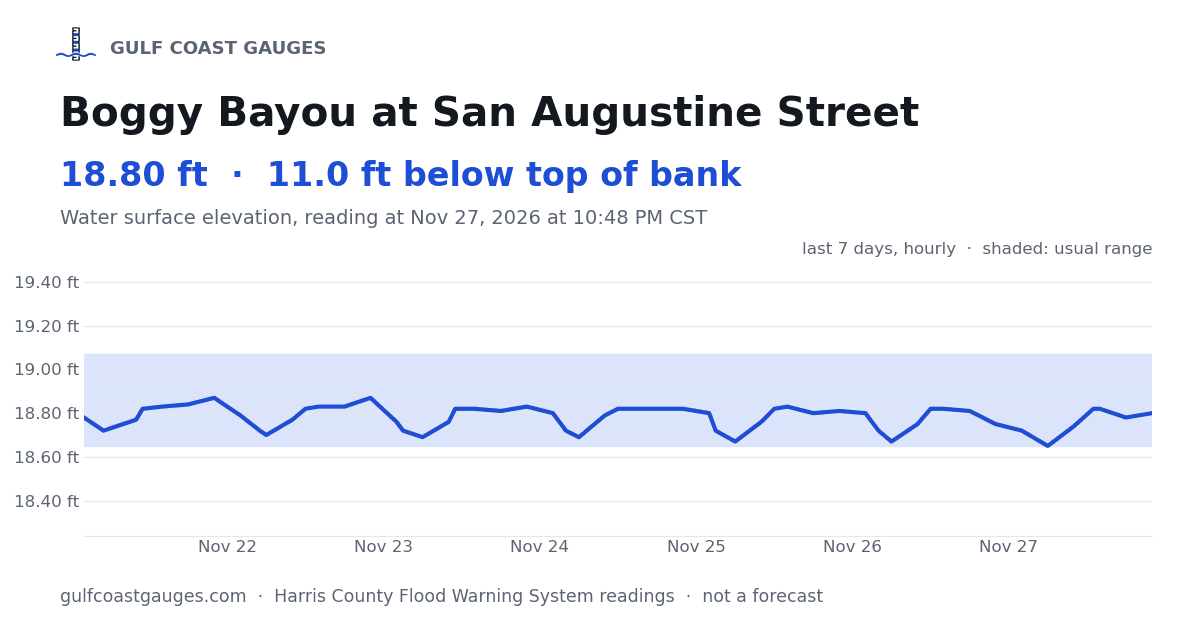 GULF COAST GAUGES
Boggy Bayou at San Augustine Street
18.80 ft · 11.0 ft below top of bank
Water surface elevation, reading at Nov 27, 2026 at 10:48 PM CST
last 7 days, hourly · shaded: usual range
19.40 ft
19.20 ft
19.00 ft
18.80 ft
18.60 ft
18.40 ft
Nov 22 Nov 23 Nov 24 Nov 25 Nov 26 Nov 27
gulfcoastgauges.com · Harris County Flood Warning System readings · not a forecast